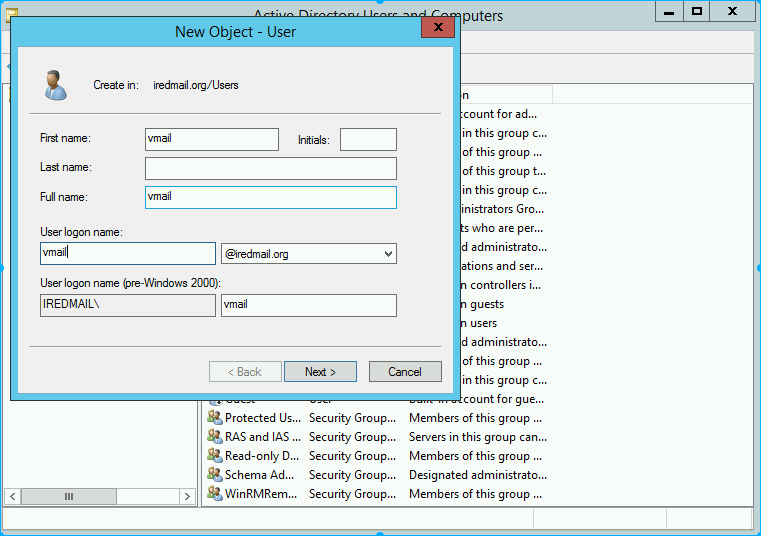 Active Directory Users and Computers
New Object - User
Create in: iredmail.org/Users
First name: vmail Initials:
Last name:
Full name: vmail
User logon name:
vmail @iredmail.org
User logon name (pre-Windows 2000):
IREDMAIL\ vmail
< Back Next > Cancel
on
count for ad...
in this group c...
of this group ...
of this group t...
in this group c...
inistrators Gro...
ts who are per...
ed administrato...
ations and ser...
n controllers i...
n guests
n users
ed administrato...
of this group ...
in this group c...
Guest User Built-in account for gue...
Protected Us... Security Group... Members of this group ...
RAS and IAS ... Security Group... Servers in this group can...
Read-only D... Security Group... Members of this group ...
Schema Ad... Security Group... Designated administrato...
WinRMRem... Security Group... Members of this group ...